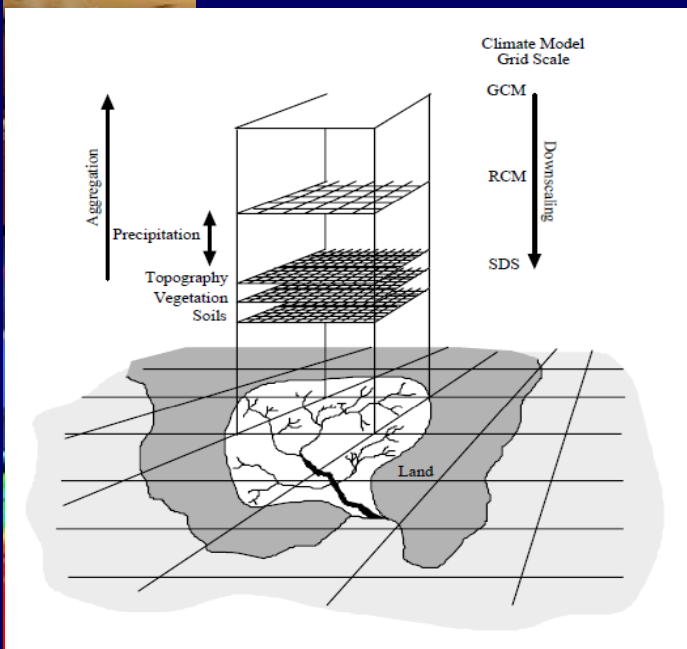 Climate Model
Grid Scale
GCM
Aggregation
RCM
Downscaling
Precipitation
SDS
Topography
Vegetation
Soils
Land